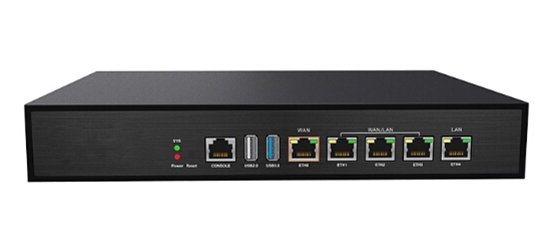 WAN WAN/LAN LAN
SYS
Power Reset CONSOLE USB2.0 USB3.0 ETH0 ETH1 ETH2 ETH3 ETH4